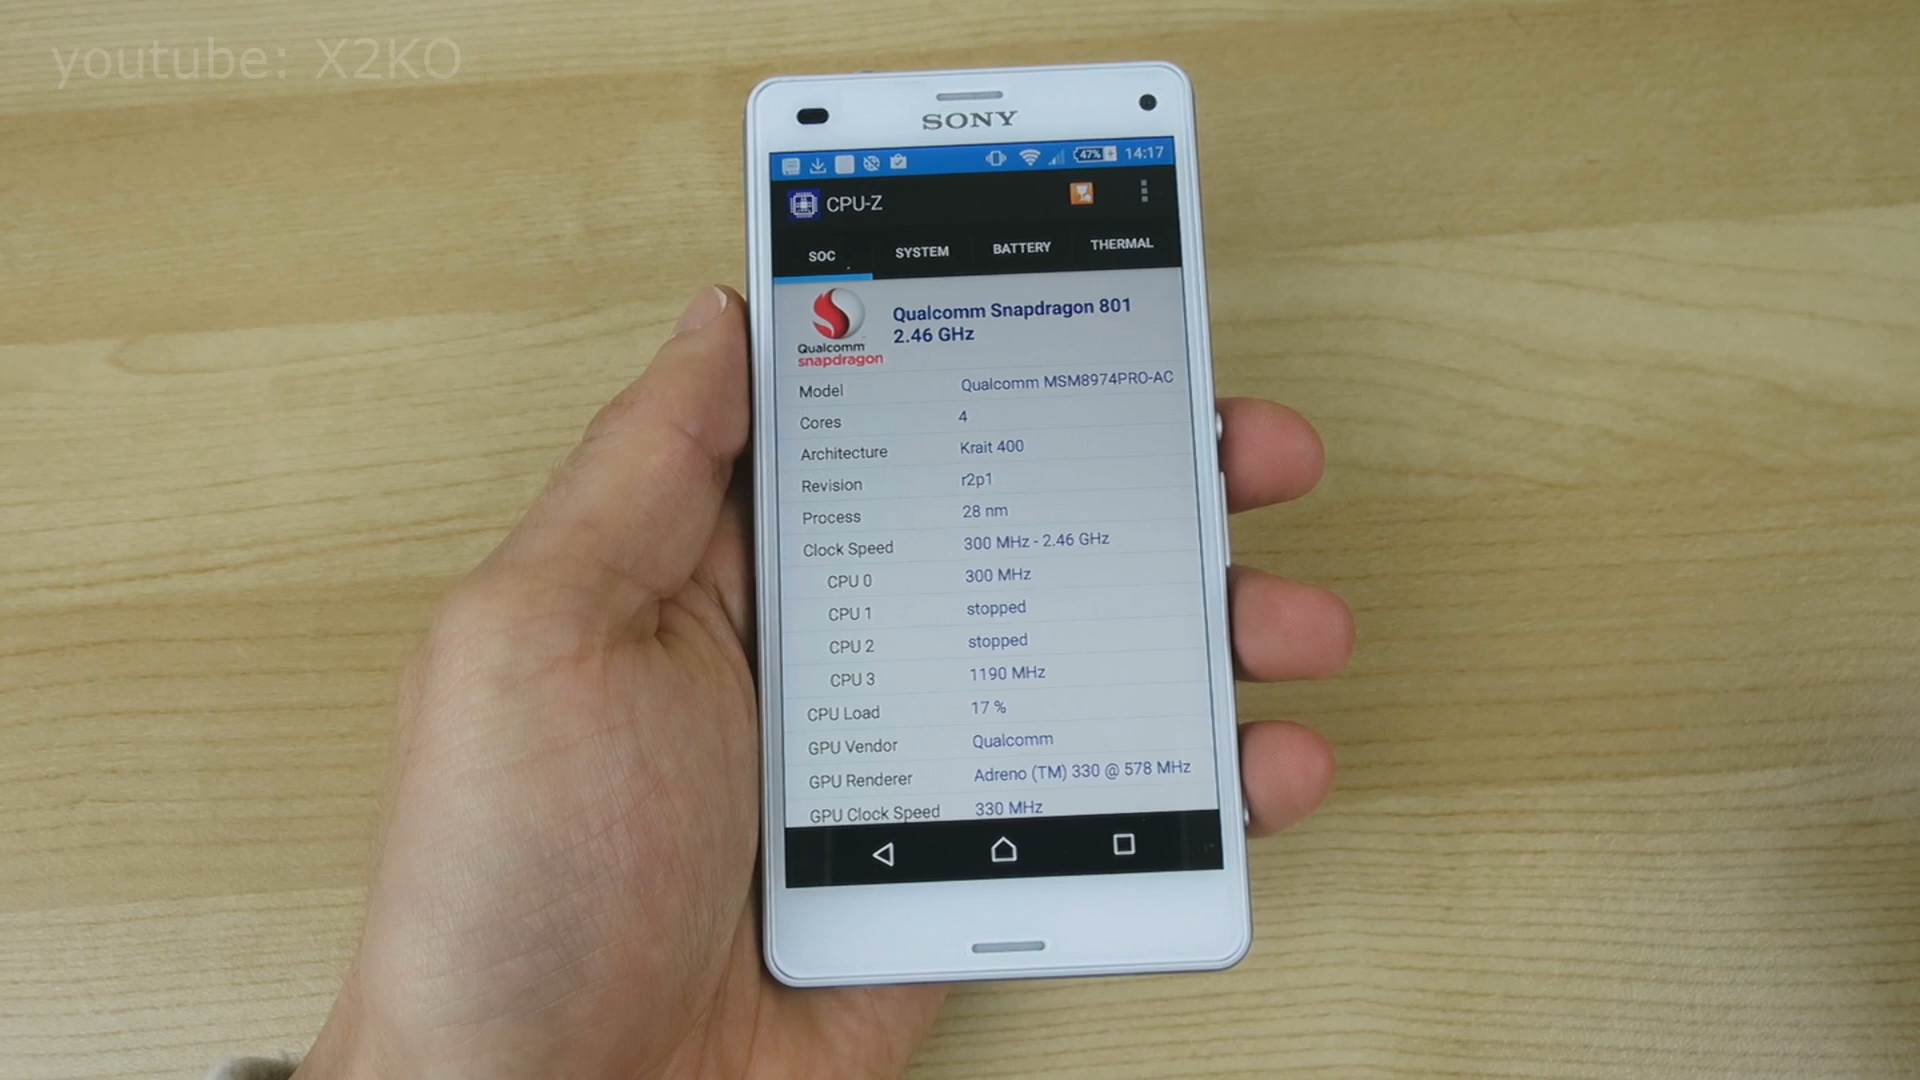 youtube: X2KO
SONY
47% 14:17
CPU-Z
SOC SYSTEM BATTERY THERMAL
Qualcomm Snapdragon 801
2.46 GHz
Qualcomm
snapdragon
Model Qualcomm MSM8974PRO-AC
Cores 4
Architecture Krait 400
Revision r2p1
Process 28 nm
Clock Speed 300 MHz - 2.46 GHz
CPU 0 300 MHz
CPU 1 stopped
CPU 2 stopped
CPU 3 1190 MHz
CPU Load 17 %
GPU Vendor Qualcomm
GPU Renderer Adreno (TM) 330 @ 578 MHz
GPU Clock Speed 330 MHz